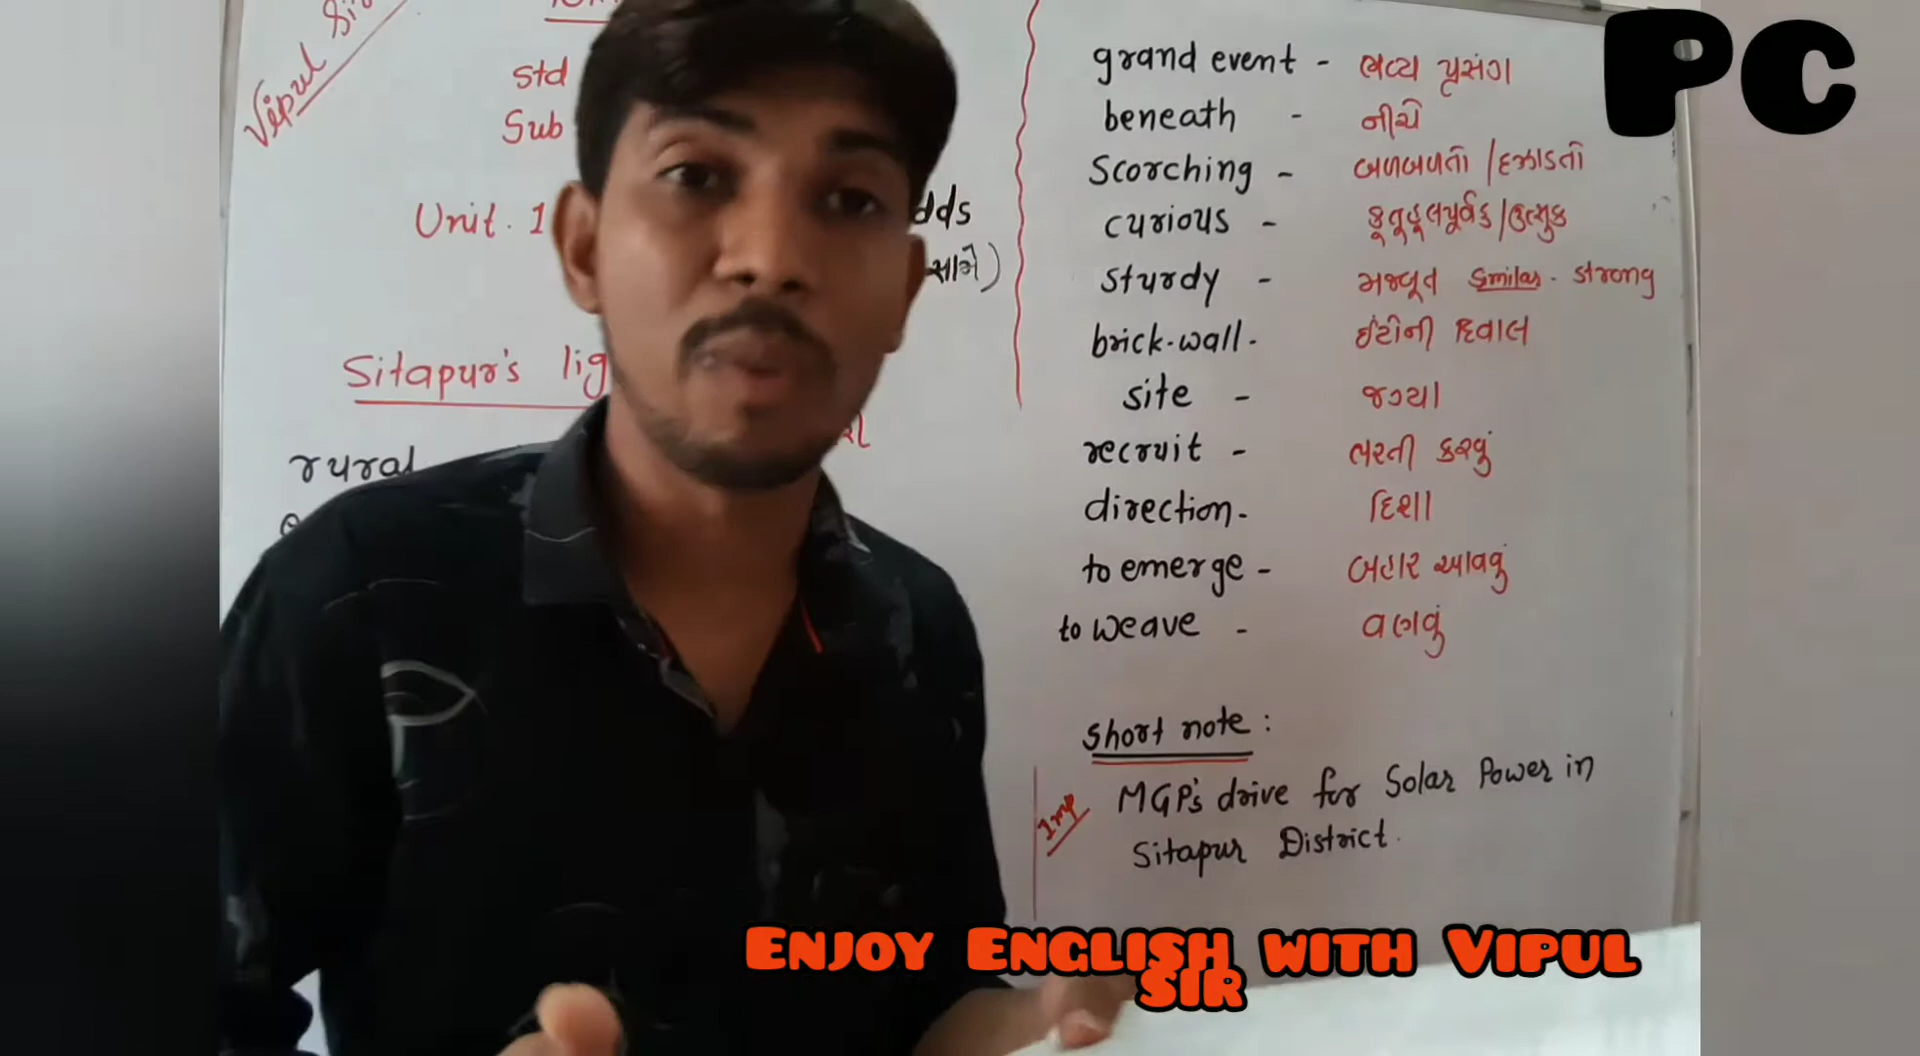 Vipul Sir
std
Sub
Unit. 1
dds
સામે)
Sitapur's lig
rural
grand event - ભવ્ય પ્રસંગ
beneath - નીચે
Scorching - બળબળતો /દઝાડતો
curious - કૂતૂહલપૂર્વક/ઉત્સુક
sturdy - મજબૂત Smilar - strong
brick-wall - ઈંટોની દિવાલ
site - જગ્યા
recruit - ભરતી કરવું
direction - દિશા
to emerge - બહાર આવવું
to weave - વણવું
Short note :
Imp MGP's drive for Solar Power in
Sitapur District.
PC
Enjoy English with Vipul
Sir